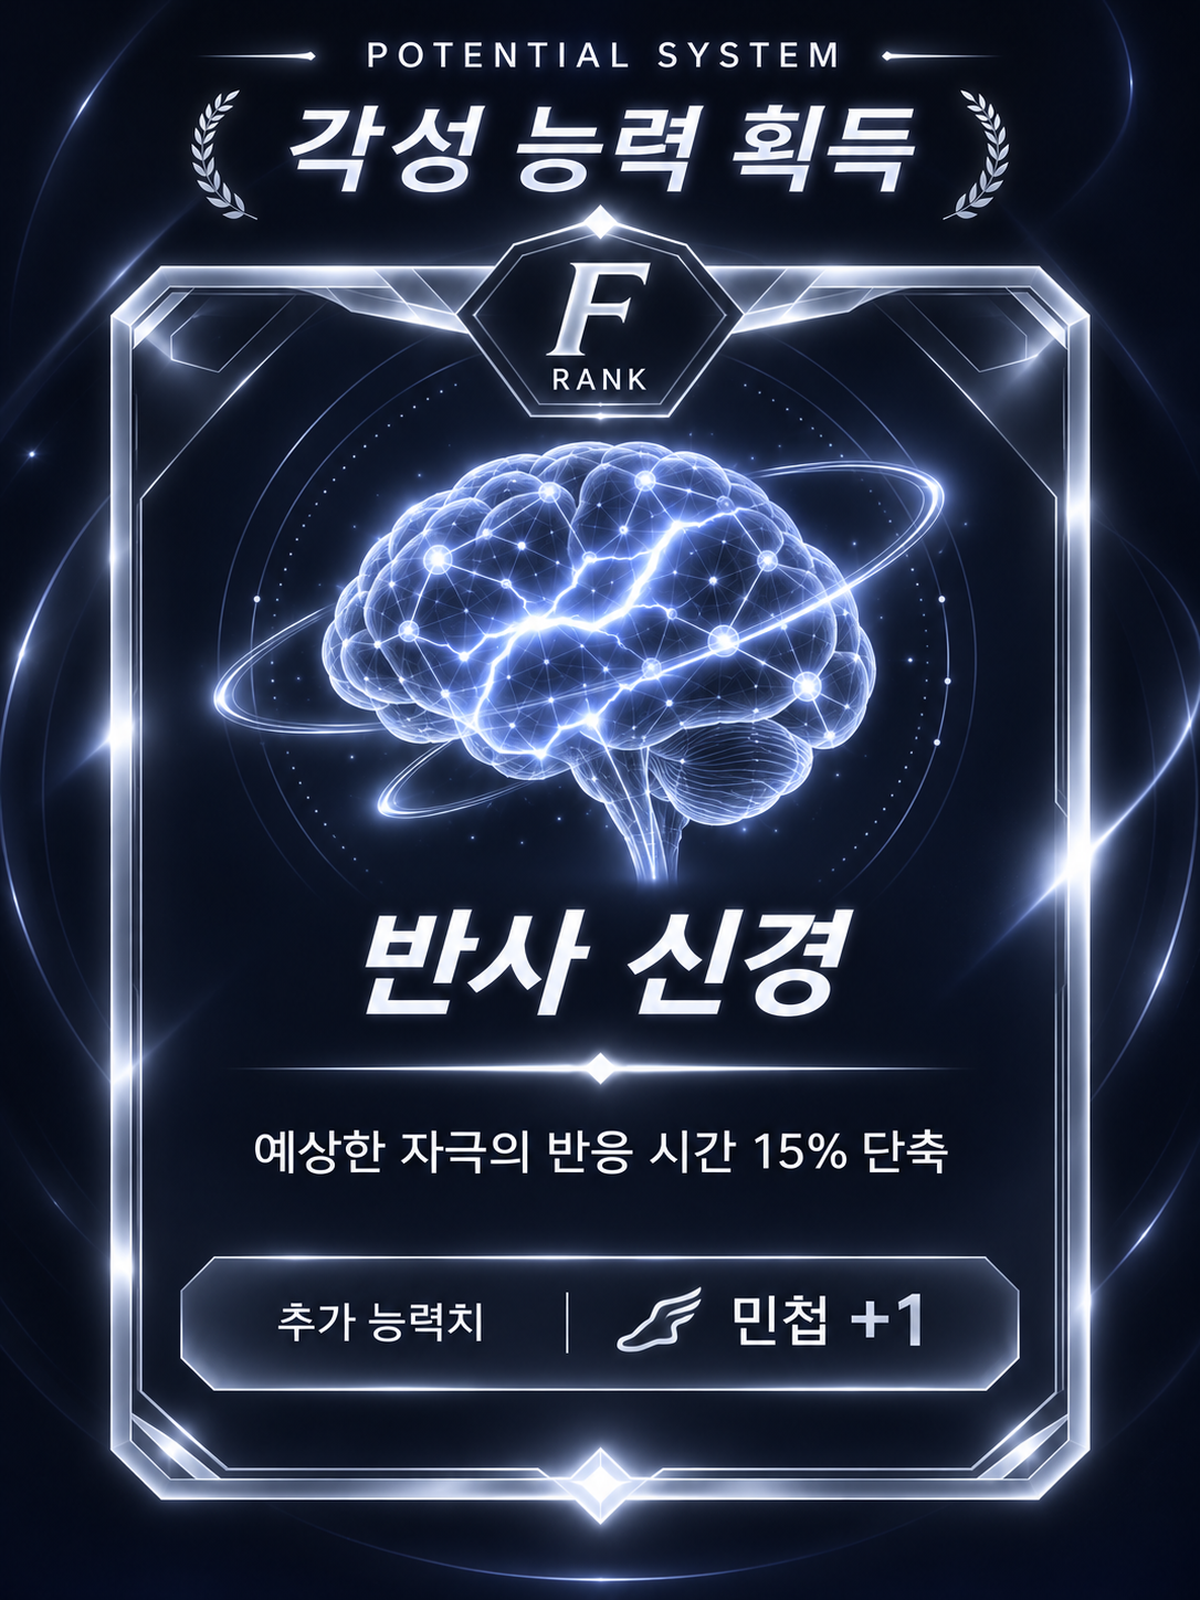 POTENTIAL SYSTEM
각성 능력 획득
F
RANK
반사 신경
예상한 자극의 반응 시간 15% 단축
추가 능력치
민첩 +1